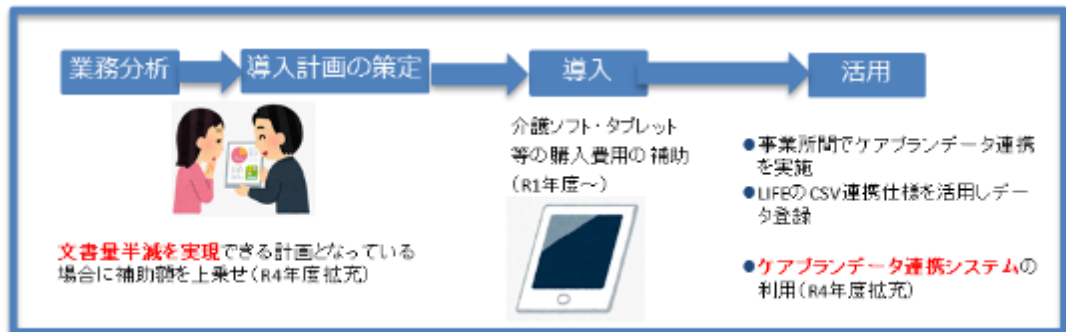 業務分析
導入計画の策定
導入
活用
文書量半減を実現できる計画となっている
場合に補助額を上乗せ(R4年度拡充)
介護ソフト・タブレット
等の購入費用の補助
(R1年度～)
●事業所間でケアプランデータ連携
を実施
●LIFEのCSV連携仕様を活用しデー
タ登録
●ケアプランデータ連携システムの
利用(R4年度拡充)